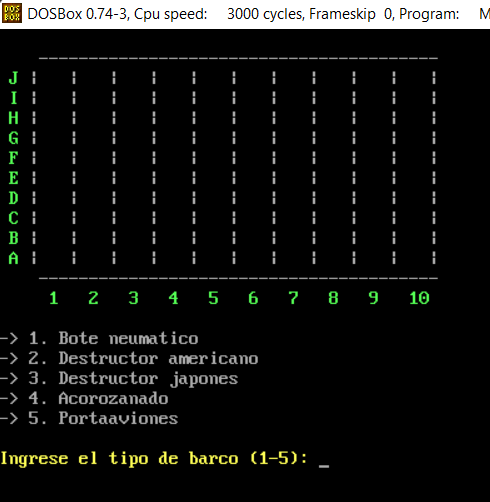 DOS BOX DOSBox 0.74-3, Cpu speed: 3000 cycles, Frameskip 0, Program: M
J
I
H
G
F
E
D
C
B
A
1 2 3 4 5 6 7 8 9 10
-> 1. Bote neumatico
-> 2. Destructor americano
-> 3. Destructor japones
-> 4. Acorozanado
-> 5. Portaaviones
Ingrese el tipo de barco (1-5): _